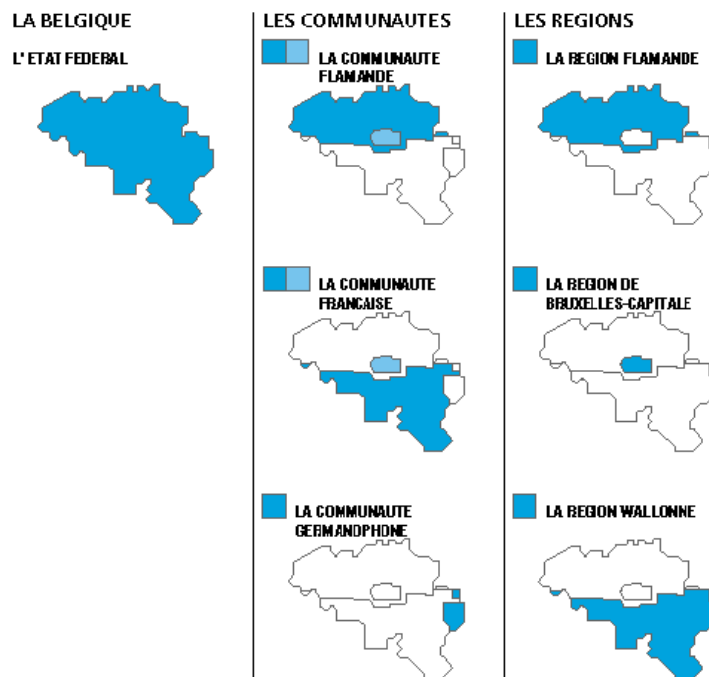 LA BELGIQUE
L'ETAT FEDERAL
LES COMMUNAUTES
LA COMMUNAUTE
FLAMANDE
LA COMMUNAUTE
FRANCAISE
LA COMMUNAUTE
GERMANOPHONE
LES REGIONS
LA REGION FLAMANDE
LA REGION DE
BRUXELLES-CAPITALE
LA REGION WALLONNE